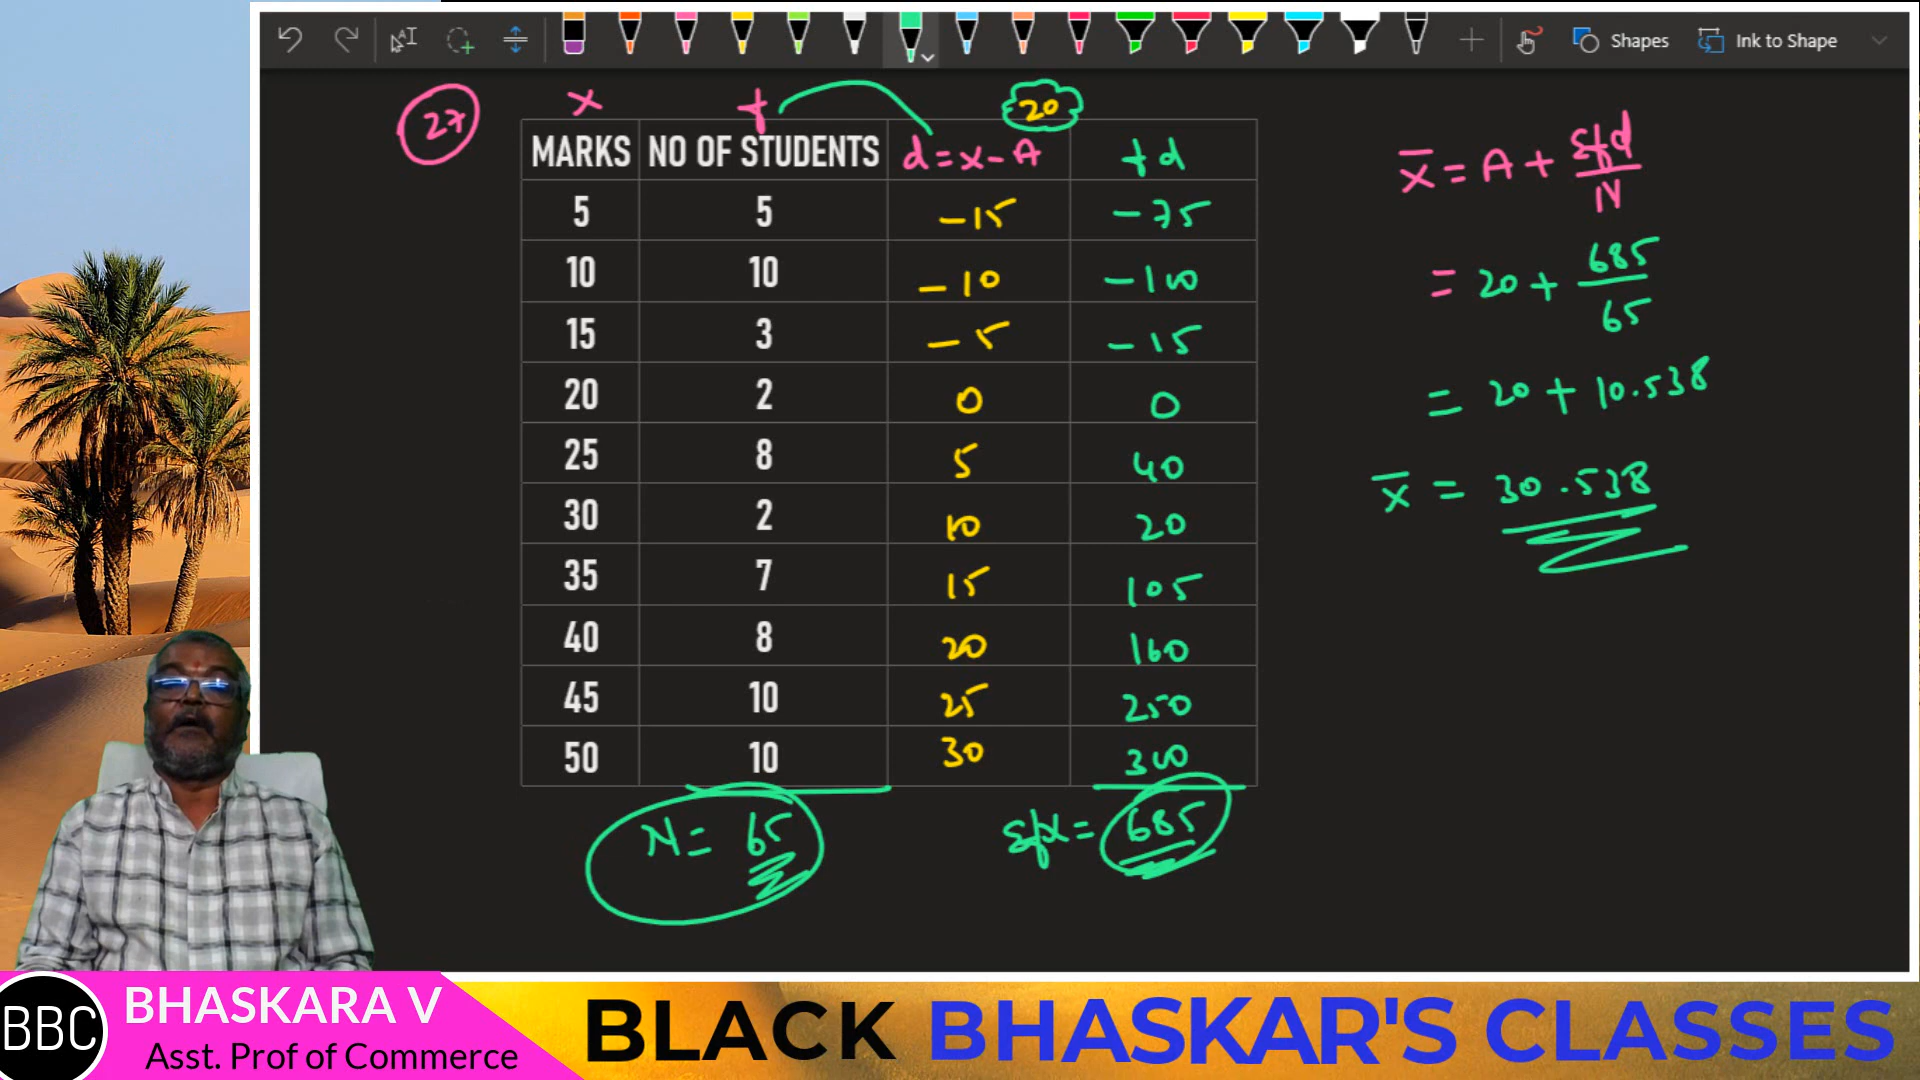 Shapes Ink to Shape
27 x f 20
MARKS NO OF STUDENTS d = x - A fd
5 5 -15 -75
10 10 -10 -100
15 3 -5 -15
20 2 0 0
25 8 5 40
30 2 10 20
35 7 15 105
40 8 20 160
45 10 25 250
50 10 30 300
N = 65 Σfd = 685
x̄ = A + Σfd/N
= 20 + 685/65
= 20 + 10.538
x̄ = 30.538
BBC
BHASKARA V
Asst. Prof of Commerce
BLACK BHASKAR'S CLASSES